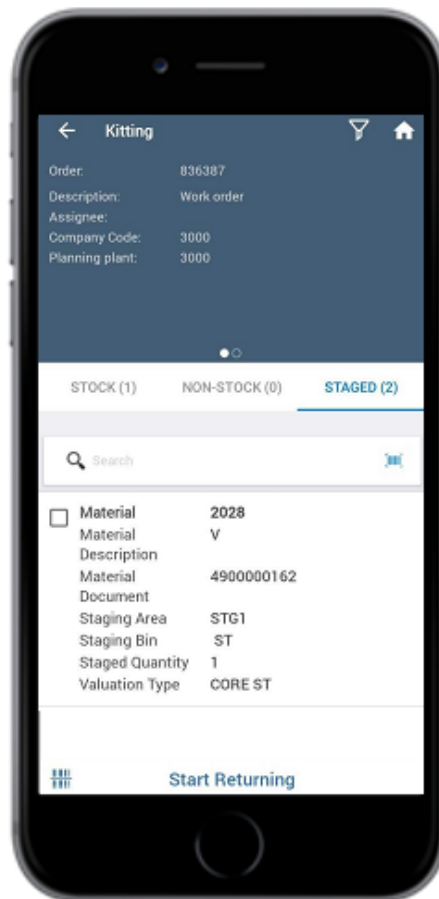 Kitting
Order: 836387
Description: Work order
Assignee:
Company Code: 3000
Planning plant: 3000
STOCK (1) NON-STOCK (0) STAGED (2)
Search
Material 2028
Material V
Description
Material 4900000162
Document
Staging Area STG1
Staging Bin ST
Staged Quantity 1
Valuation Type CORE ST
Start Returning